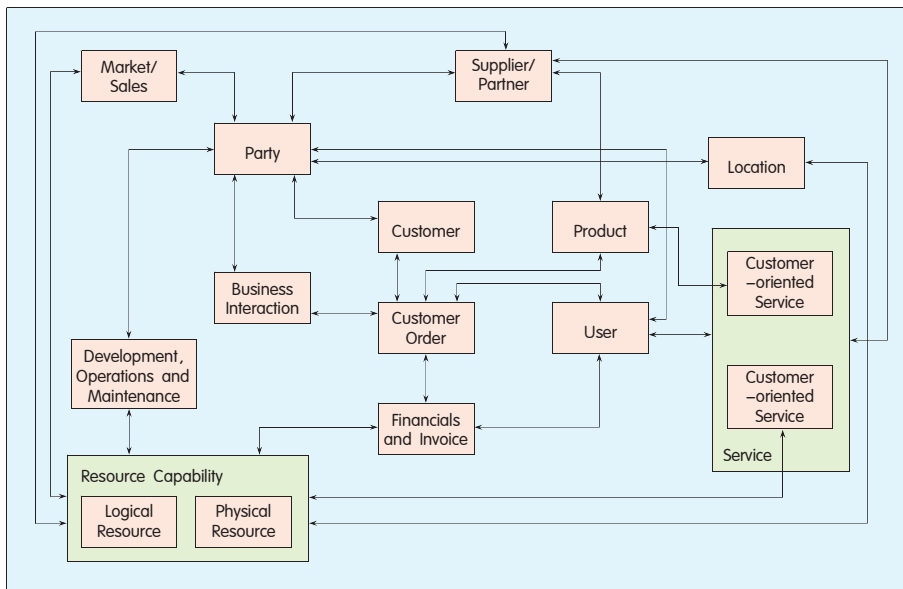 Market/
Sales
Supplier/
Partner
Party
Location
Customer
Product
Customer
–oriented
Service
Business
Interaction
Customer
Order
User
Development,
Operations and
Maintenance
Customer
–oriented
Service
Financials
and Invoice
Service
Resource Capability
Logical
Resource
Physical
Resource